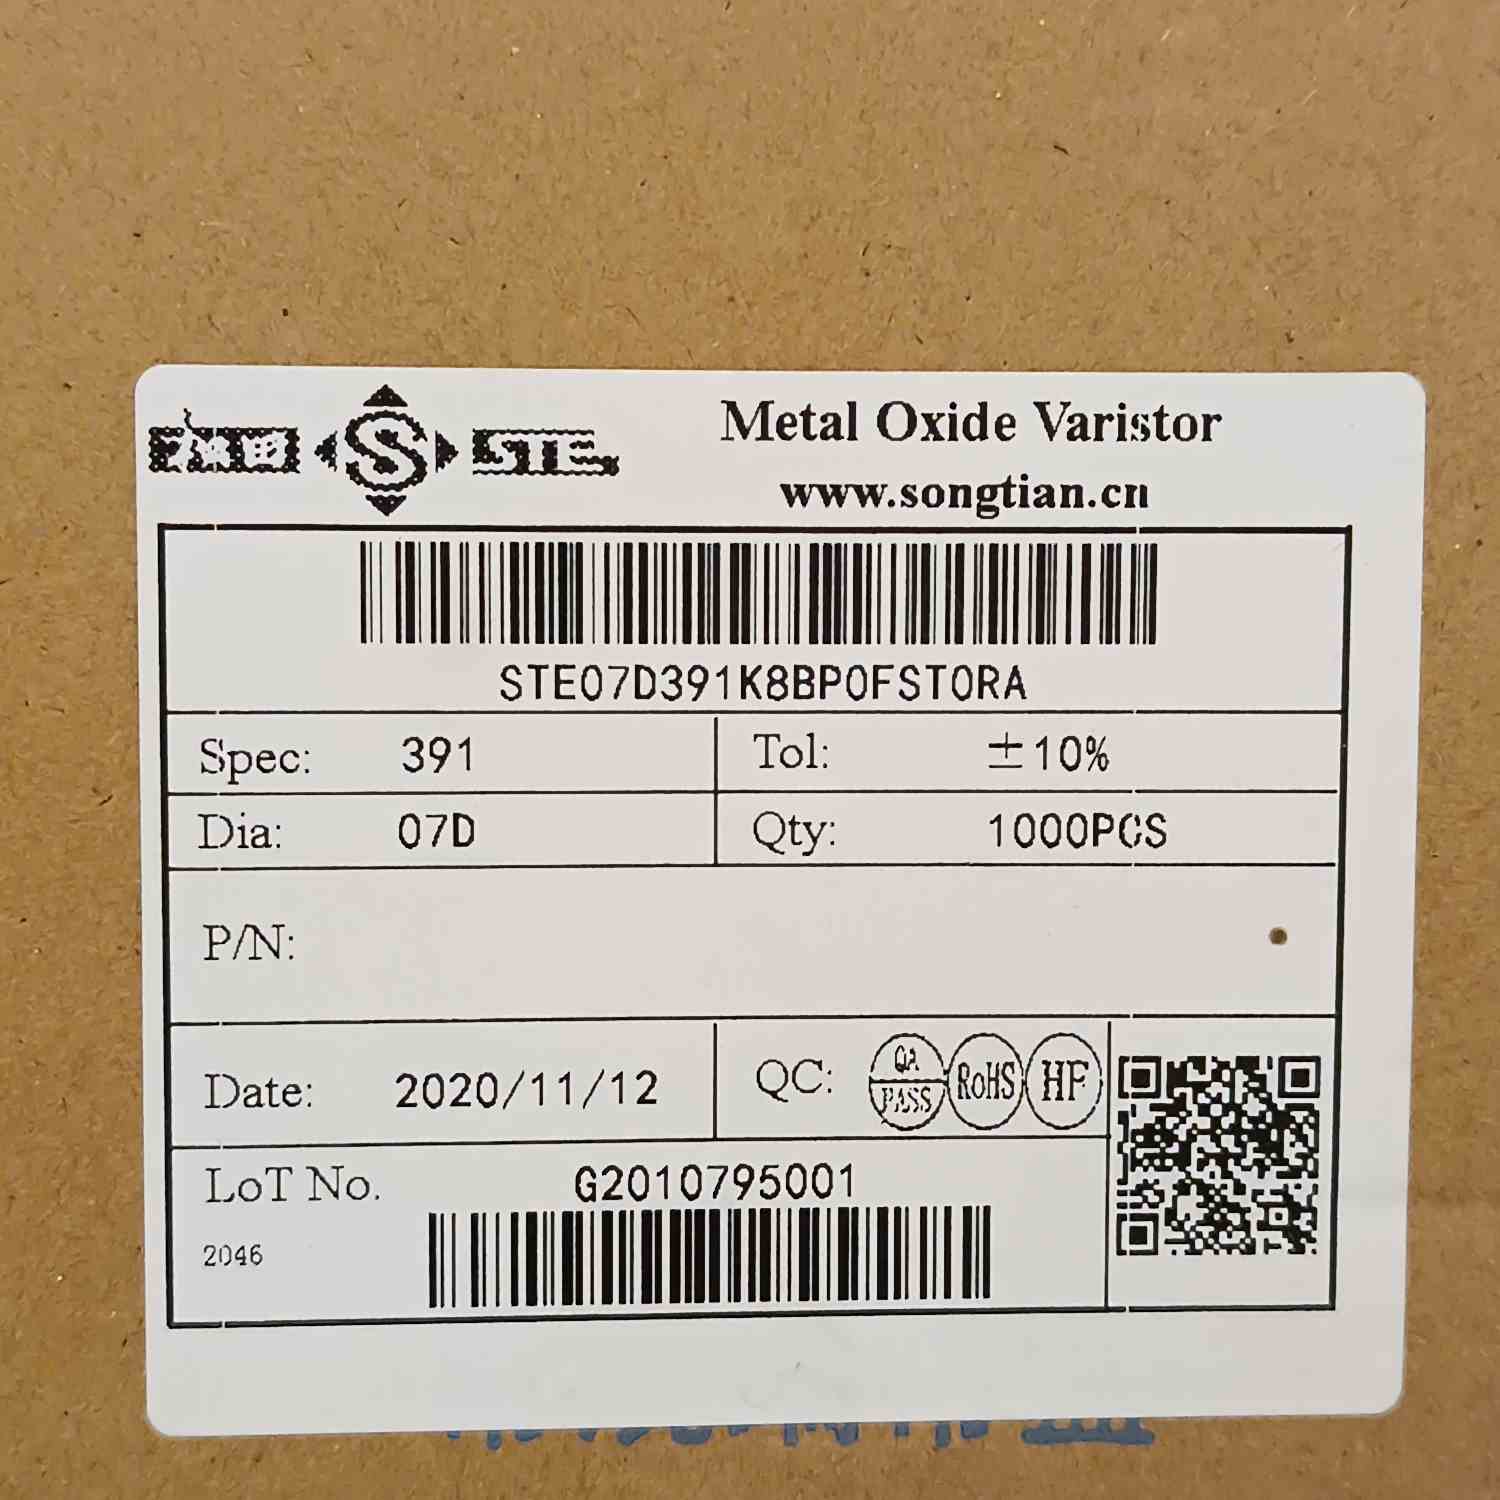 STE
Metal Oxide Varistor
www.songtian.cn
STE07D391K8BP0FST0RA
Spec: 391 Tol: ±10%
Dia: 07D Qty: 1000PCS
P/N:
Date: 2020/11/12 QC: QA PASS RoHS HF
LoT No. G2010795001
2046